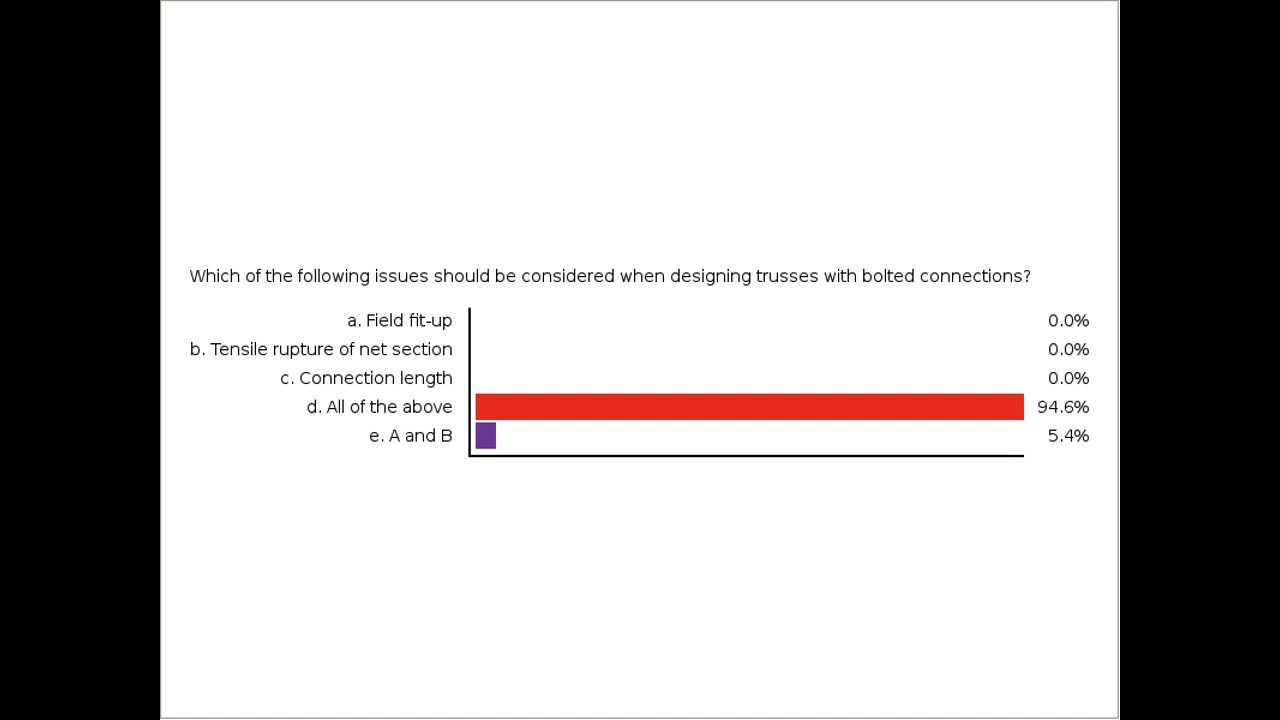 Which of the following issues should be considered when designing trusses with bolted connections?
a. Field fit-up 0.0%
b. Tensile rupture of net section 0.0%
c. Connection length 0.0%
d. All of the above 94.6%
e. A and B 5.4%